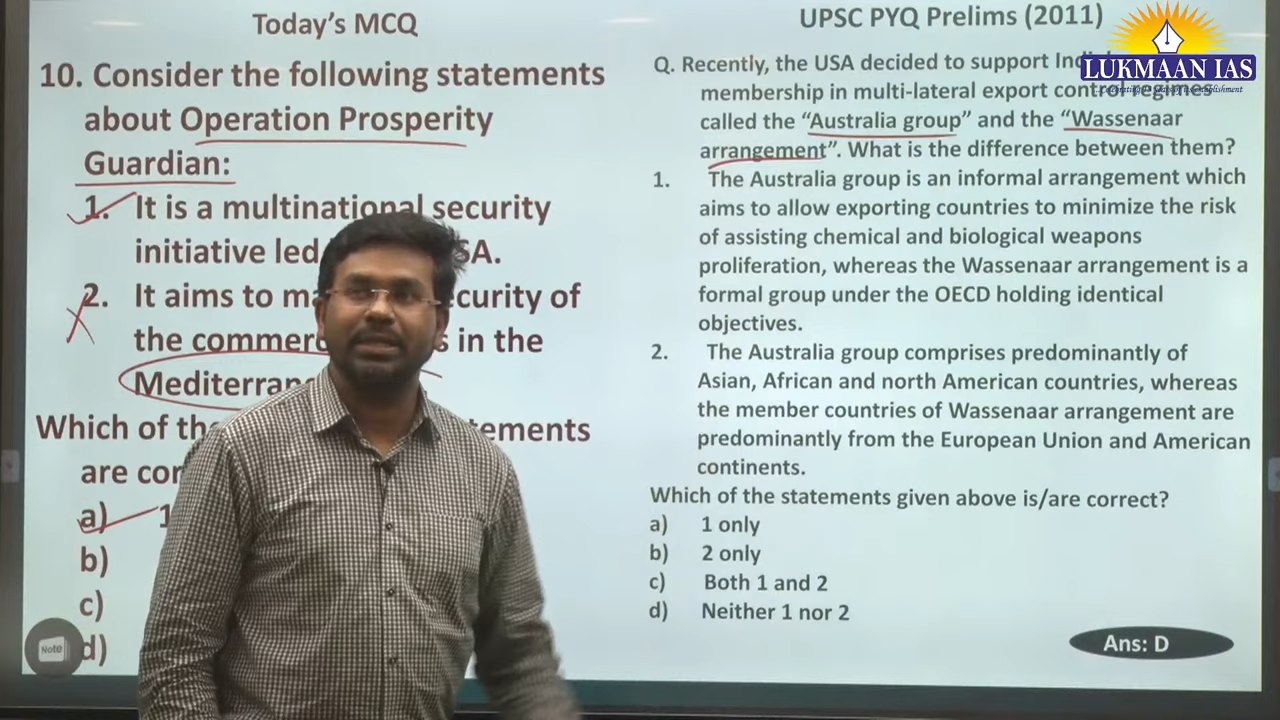 Today's MCQ
10. Consider the following statements
about Operation Prosperity
Guardian:
1. It is a multinational security
initiative led SA.
2. It aims to m curity of
the commer s in the
Mediterran
Which of th tements
are cor
a) 1
b)
c)
d)
Note
UPSC PYQ Prelims (2011)
LUKMAAN IAS
Q. Recently, the USA decided to support Ind
membership in multi-lateral export control regimes
called the “Australia group” and the “Wassenaar
arrangement”. What is the difference between them?
1. The Australia group is an informal arrangement which
aims to allow exporting countries to minimize the risk
of assisting chemical and biological weapons
proliferation, whereas the Wassenaar arrangement is a
formal group under the OECD holding identical
objectives.
2. The Australia group comprises predominantly of
Asian, African and north American countries, whereas
the member countries of Wassenaar arrangement are
predominantly from the European Union and American
continents.
Which of the statements given above is/are correct?
a) 1 only
b) 2 only
c) Both 1 and 2
d) Neither 1 nor 2
Ans: D